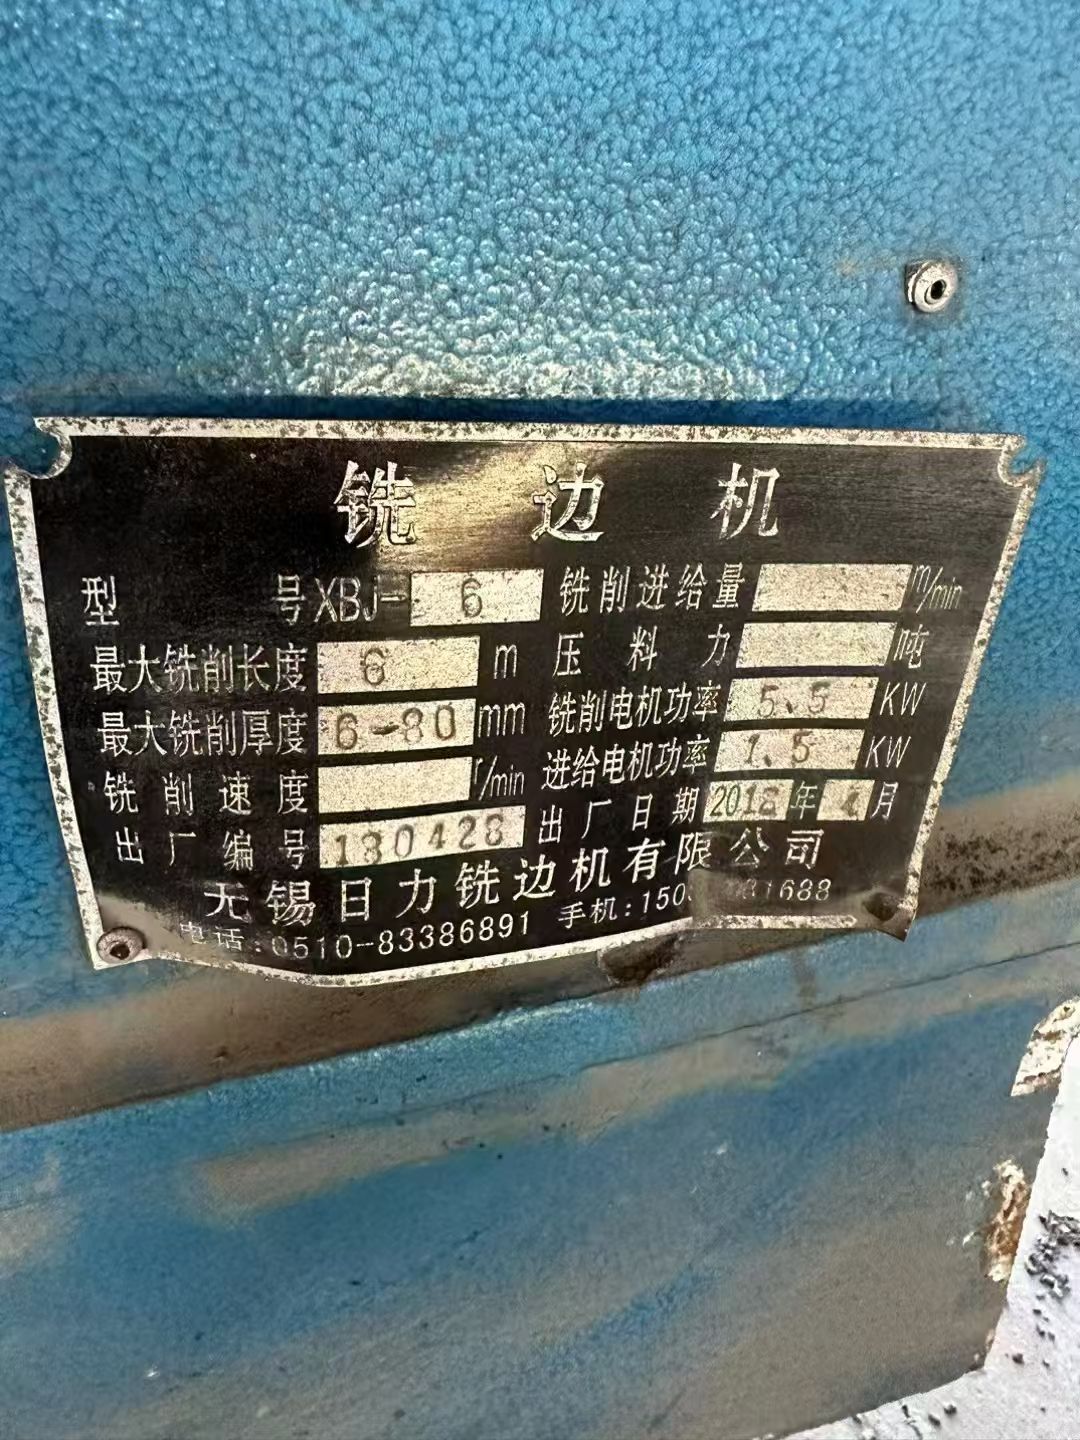 铣边机
型号XBJ-6 铣削进给量 m/min
最大铣削长度 6 m 压料力 吨
最大铣削厚度 6-80 mm 铣削电机功率 5.5 KW
铣削速度 r/min 进给电机功率 1.5 KW
出厂编号 180428 出厂日期 2018年 月
无锡日力铣边机有限公司
电话:0510-83386891 手机: